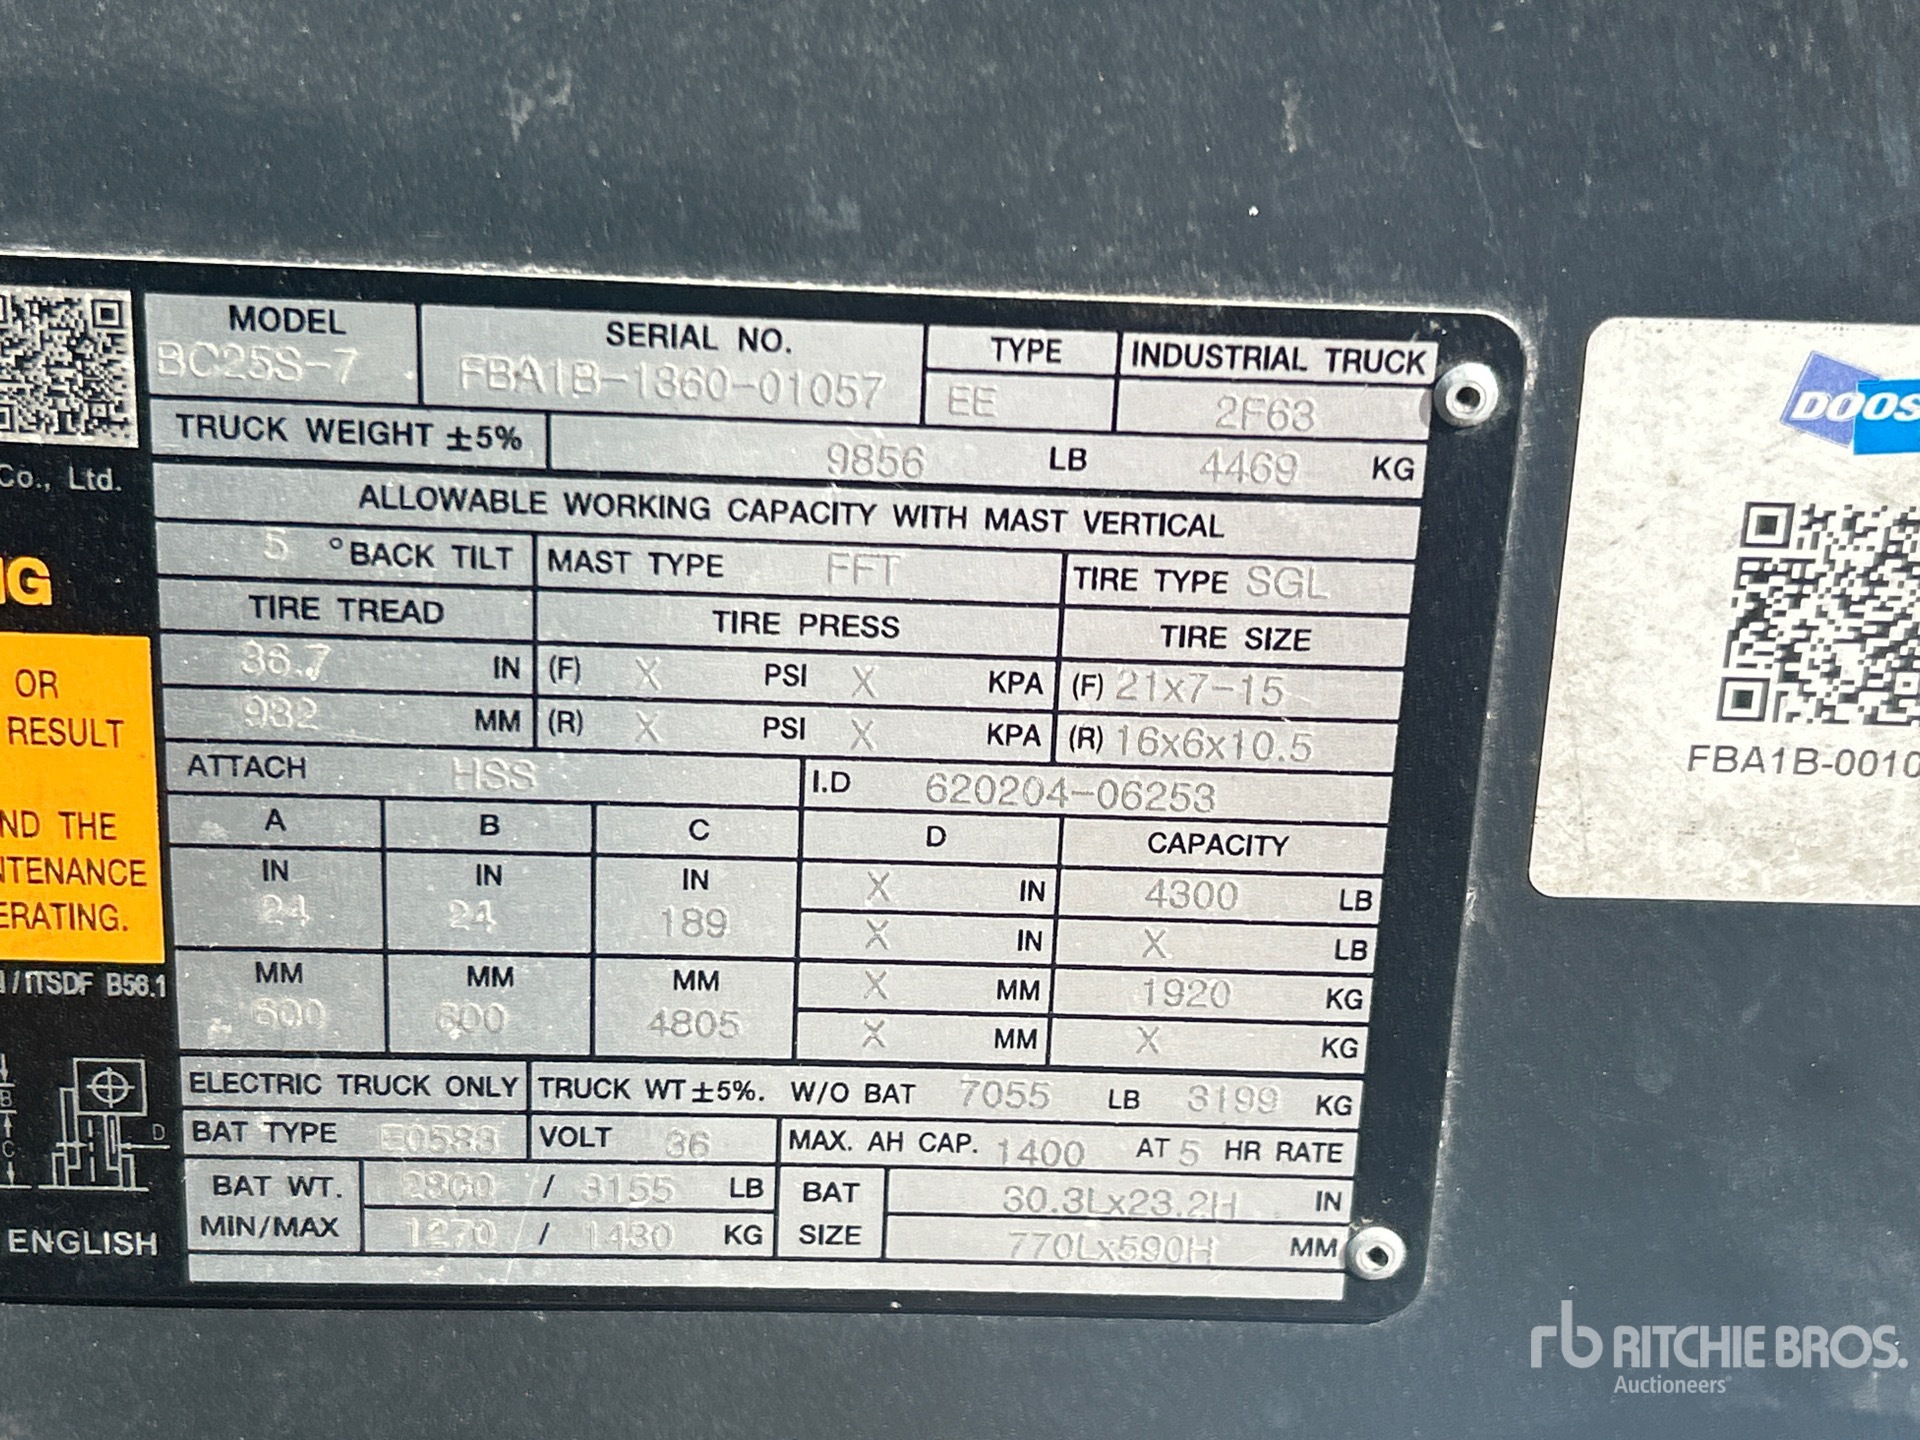 MODEL SERIAL NO. TYPE INDUSTRIAL TRUCK
BC25S-7 FBA1B-1360-01057 EE 2F63
TRUCK WEIGHT ±5% 9856 LB 4469 KG
ALLOWABLE WORKING CAPACITY WITH MAST VERTICAL
5 °BACK TILT MAST TYPE FFT TIRE TYPE SGL
TIRE TREAD TIRE PRESS TIRE SIZE
36.7 IN (F) X PSI X KPA (F) 21x7-15
932 MM (R) X PSI X KPA (R) 16x6x10.5
ATTACH HSS I.D 620204-06253
A B C D CAPACITY
IN IN IN X IN 4300 LB
24 24 189 X IN X LB
MM MM MM X MM 1920 KG
600 600 4805 X MM X KG
ELECTRIC TRUCK ONLY TRUCK WT ±5%. W/O BAT 7055 LB 3199 KG
BAT TYPE E0583 VOLT 36 MAX. AH CAP. 1400 AT 5 HR RATE
BAT WT. 2800 / 3155 LB BAT 30.3Lx23.2H IN
MIN/MAX 1270 / 1430 KG SIZE 770Lx590H MM
Co., Ltd.
OR
RESULT
THE
B56.1
B
C
D
ENGLISH
DOOS
FBA1B-0010
rb RITCHIE BROS.
Auctioneers